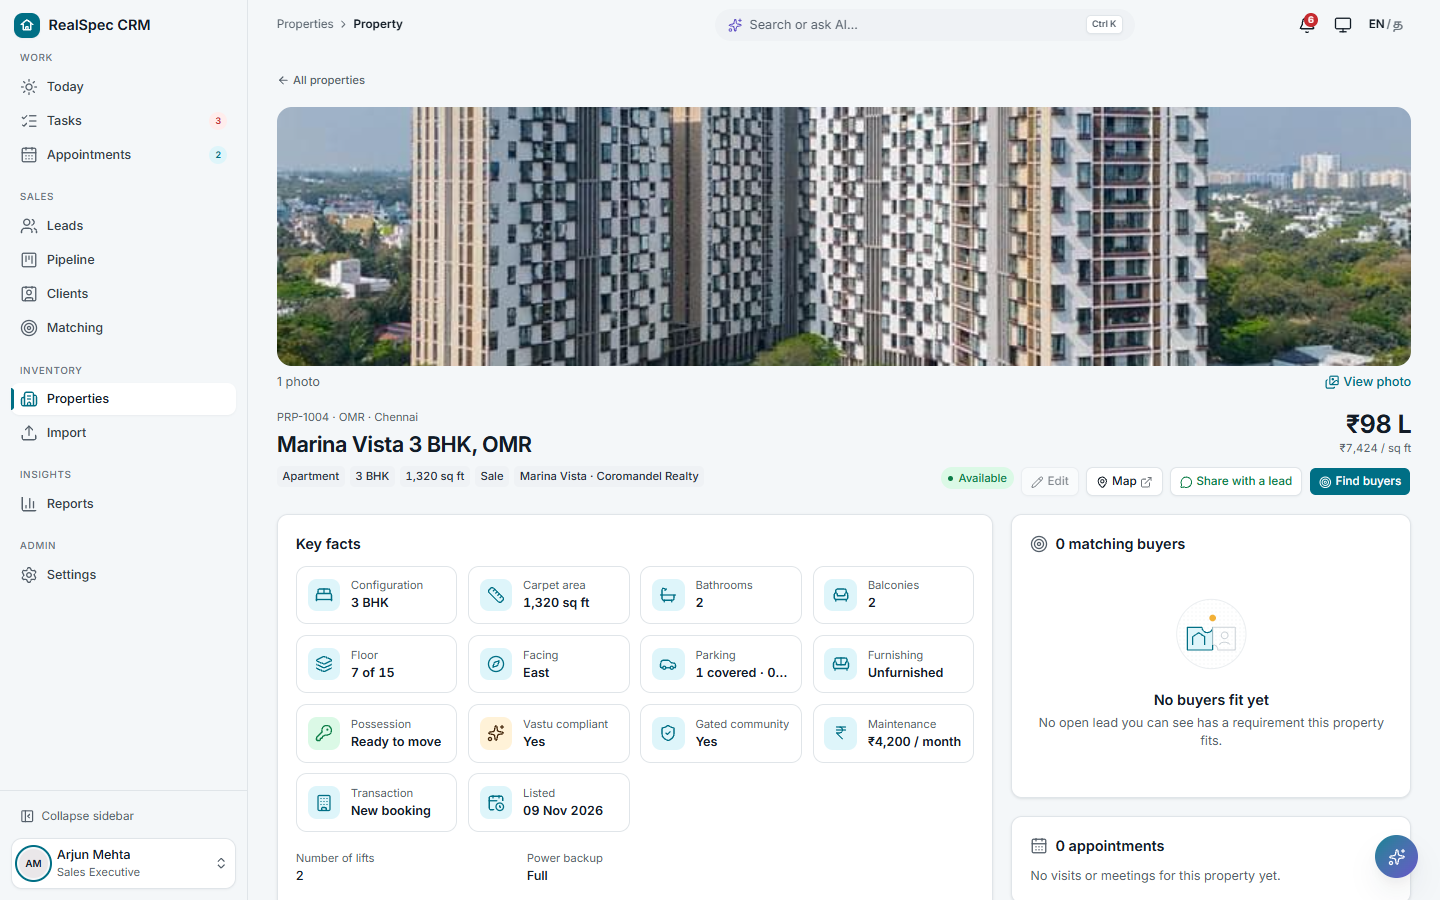 RealSpec CRM
Properties > Property
Search or ask AI...
Ctrl K
6
EN / த
WORK
Today
Tasks
3
Appointments
2
SALES
Leads
Pipeline
Clients
Matching
INVENTORY
Properties
Import
INSIGHTS
Reports
ADMIN
Settings
Collapse sidebar
AM
Arjun Mehta
Sales Executive
← All properties
1 photo
View photo
PRP-1004 · OMR · Chennai
Marina Vista 3 BHK, OMR
₹98 L
₹7,424 / sq ft
Apartment
3 BHK
1,320 sq ft
Sale
Marina Vista · Coromandel Realty
Available
Edit
Map
Share with a lead
Find buyers
Key facts
Configuration
3 BHK
Carpet area
1,320 sq ft
Bathrooms
2
Balconies
2
Floor
7 of 15
Facing
East
Parking
1 covered · 0...
Furnishing
Unfurnished
Possession
Ready to move
Vastu compliant
Yes
Gated community
Yes
Maintenance
₹4,200 / month
Transaction
New booking
Listed
09 Nov 2026
Number of lifts
2
Power backup
Full
0 matching buyers
No buyers fit yet
No open lead you can see has a requirement this property
fits.
0 appointments
No visits or meetings for this property yet.